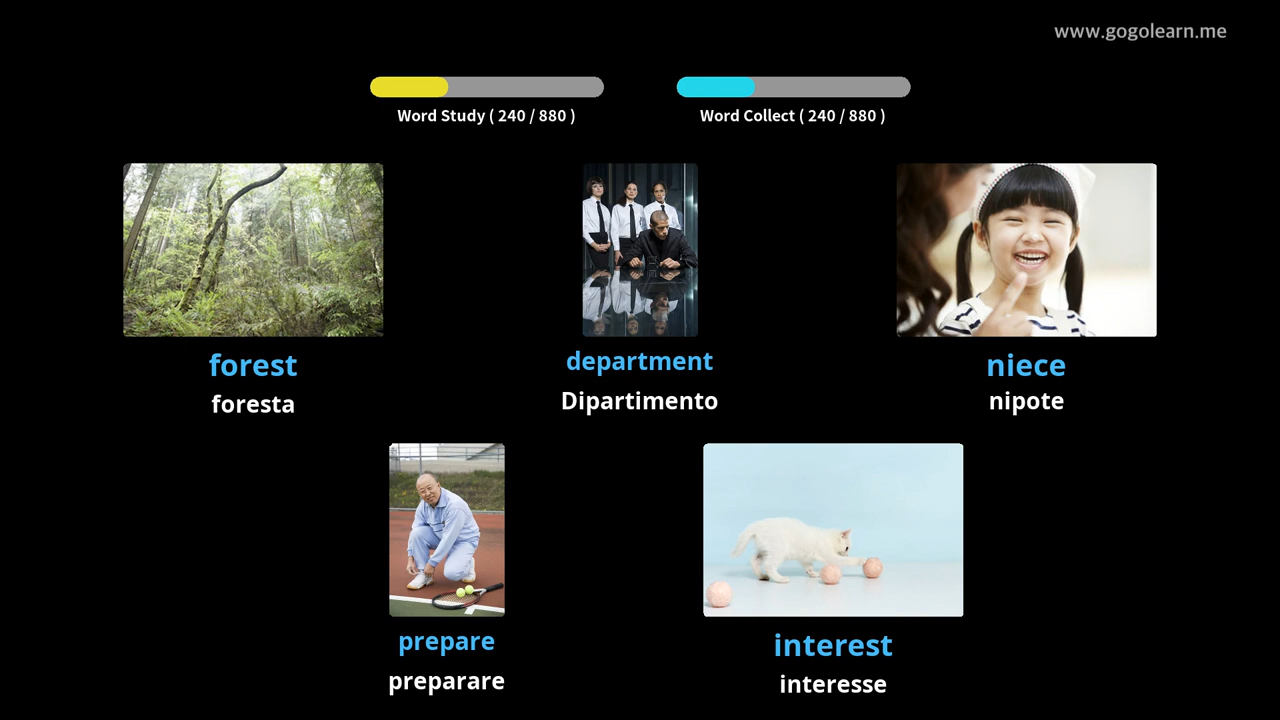 www.gogolearn.me
Word Study ( 240 / 880 )
Word Collect ( 240 / 880 )
forest
foresta
department
Dipartimento
niece
nipote
prepare
preparare
interest
interesse